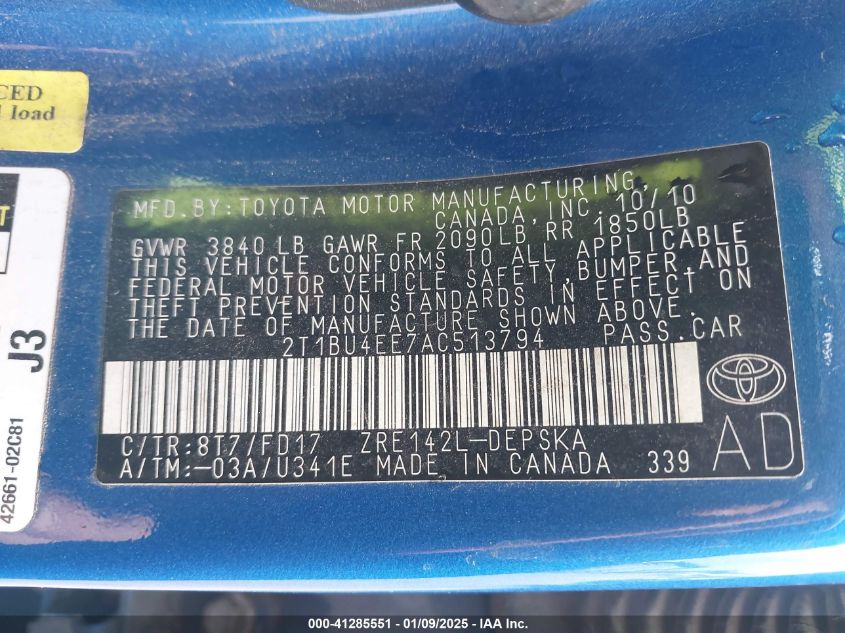 CED
load
T
J3
42661-02C81
MFD.BY:TOYOTA MOTOR MANUFACTURING,
CANADA,INC. 10/10
GVWR 3840 LB GAWR FR 2090LB RR 1850LB
THIS VEHICLE CONFORMS TO ALL APPLICABLE
FEDERAL MOTOR VEHICLE SAFETY,BUMPER AND
THEFT PREVENTION STANDARDS IN EFFECT ON
THE DATE OF MANUFACTURE SHOWN ABOVE.
2T1BU4EE7AC513794 PASS.CAR
C/TR:8T7/FD17 ZRE142L-DEPSKA
A/TM:-03A/U341E MADE IN CANADA 339
AD
000-41285551 | 01/09/2025 | IAAI.COM